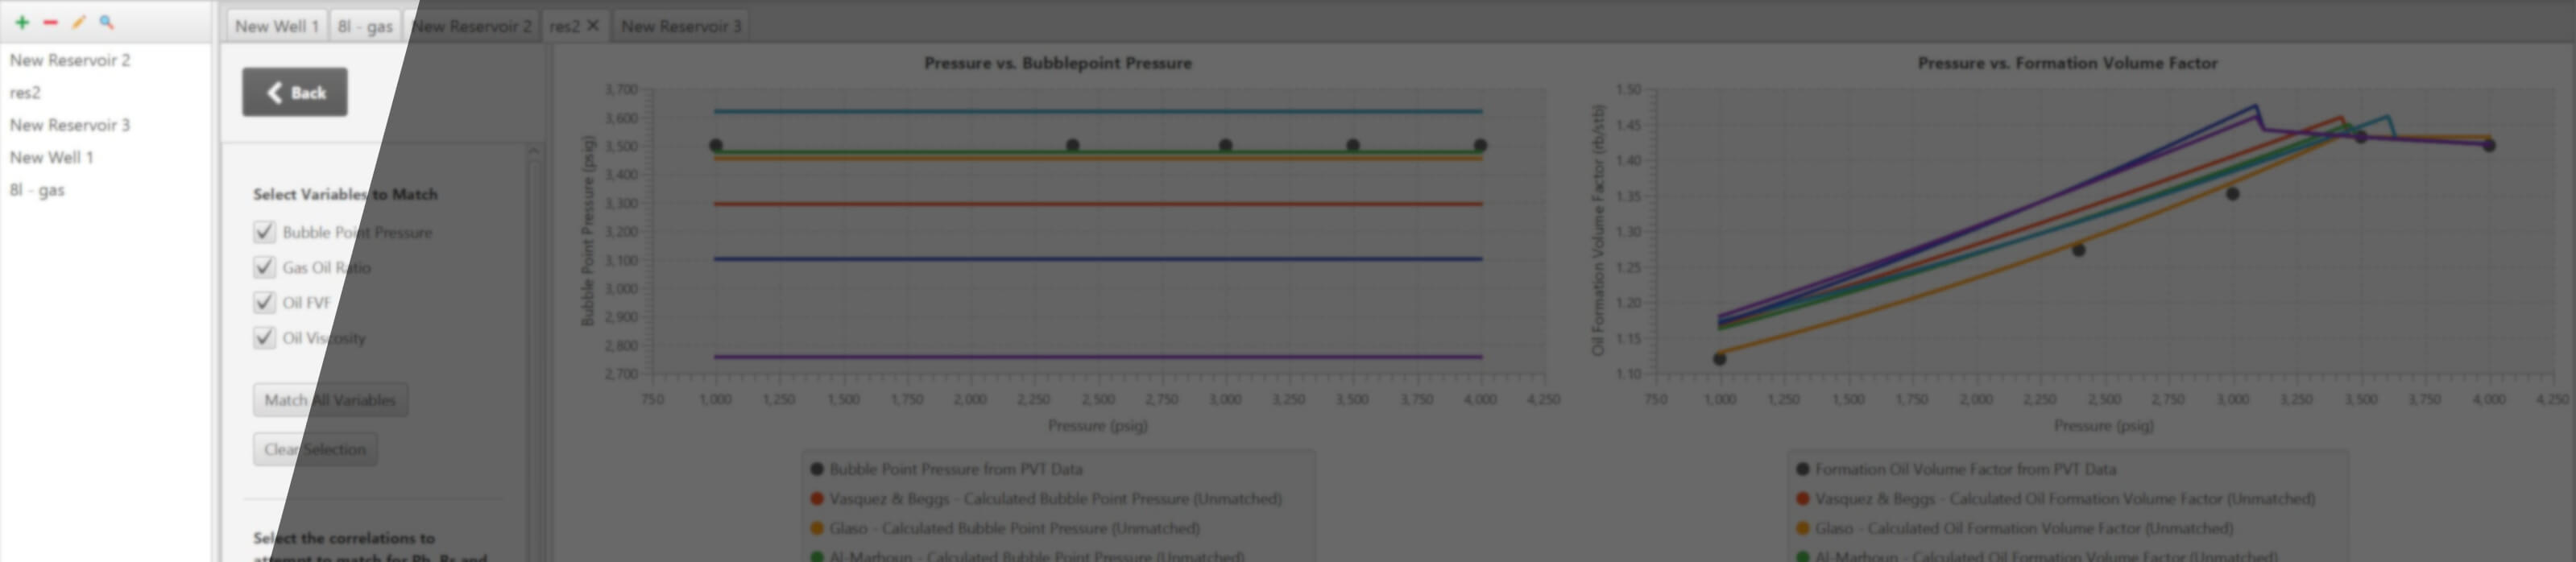 New Well 1
8l - gas
New Reservoir 2
res2
New Reservoir 3
New Reservoir 2
res2
New Reservoir 3
New Well 1
8l - gas
Back
Select Variables to Match
Bubble Point Pressure
Gas Oil Ratio
Oil FVF
Oil Viscosity
Match All Variables
Clear Selection
Select the correlations to
attempt to match for Pb, Rs and
Pressure vs. Bubblepoint Pressure
Bubble Point Pressure (psig)
3,700
3,600
3,500
3,400
3,300
3,200
3,100
3,000
2,900
2,800
2,700
750 1,000 1,250 1,500 1,750 2,000 2,250 2,500 2,750 3,000 3,250 3,500 3,750 4,000 4,250
Pressure (psig)
Bubble Point Pressure from PVT Data
Vasquez & Beggs - Calculated Bubble Point Pressure (Unmatched)
Glaso - Calculated Bubble Point Pressure (Unmatched)
Al-Marhoun - Calculated Bubble Point Pressure (Unmatched)
Pressure vs. Formation Volume Factor
Oil Formation Volume Factor (rb/stb)
1.50
1.45
1.40
1.35
1.30
1.25
1.20
1.15
1.10
750 1,000 1,250 1,500 1,750 2,000 2,250 2,500 2,750 3,000 3,250 3,500 3,750 4,000 4,250
Pressure (psig)
Formation Oil Volume Factor from PVT Data
Vasquez & Beggs - Calculated Oil Formation Volume Factor (Unmatched)
Glaso - Calculated Oil Formation Volume Factor (Unmatched)
Al-Marhoun - Calculated Oil Formation Volume Factor (Unmatched)